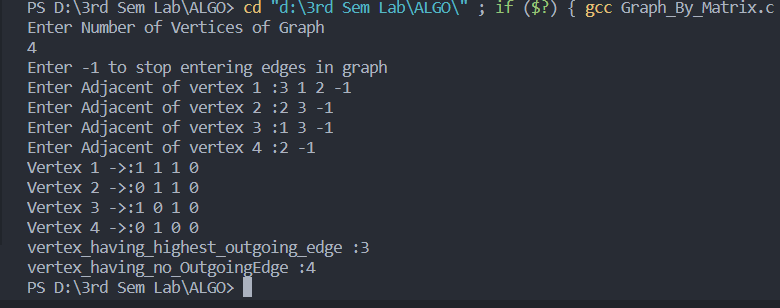 PS D:\3rd Sem Lab\ALGO> cd "d:\3rd Sem Lab\ALGO\" ; if ($?) { gcc Graph_By_Matrix.c
Enter Number of Vertices of Graph
4
Enter -1 to stop entering edges in graph
Enter Adjacent of vertex 1 :3 1 2 -1
Enter Adjacent of vertex 2 :2 3 -1
Enter Adjacent of vertex 3 :1 3 -1
Enter Adjacent of vertex 4 :2 -1
Vertex 1 ->:1 1 1 0
Vertex 2 ->:0 1 1 0
Vertex 3 ->:1 0 1 0
Vertex 4 ->:0 1 0 0
vertex_having_highest_outgoing_edge :3
vertex_having_no_OutgoingEdge :4
PS D:\3rd Sem Lab\ALGO>